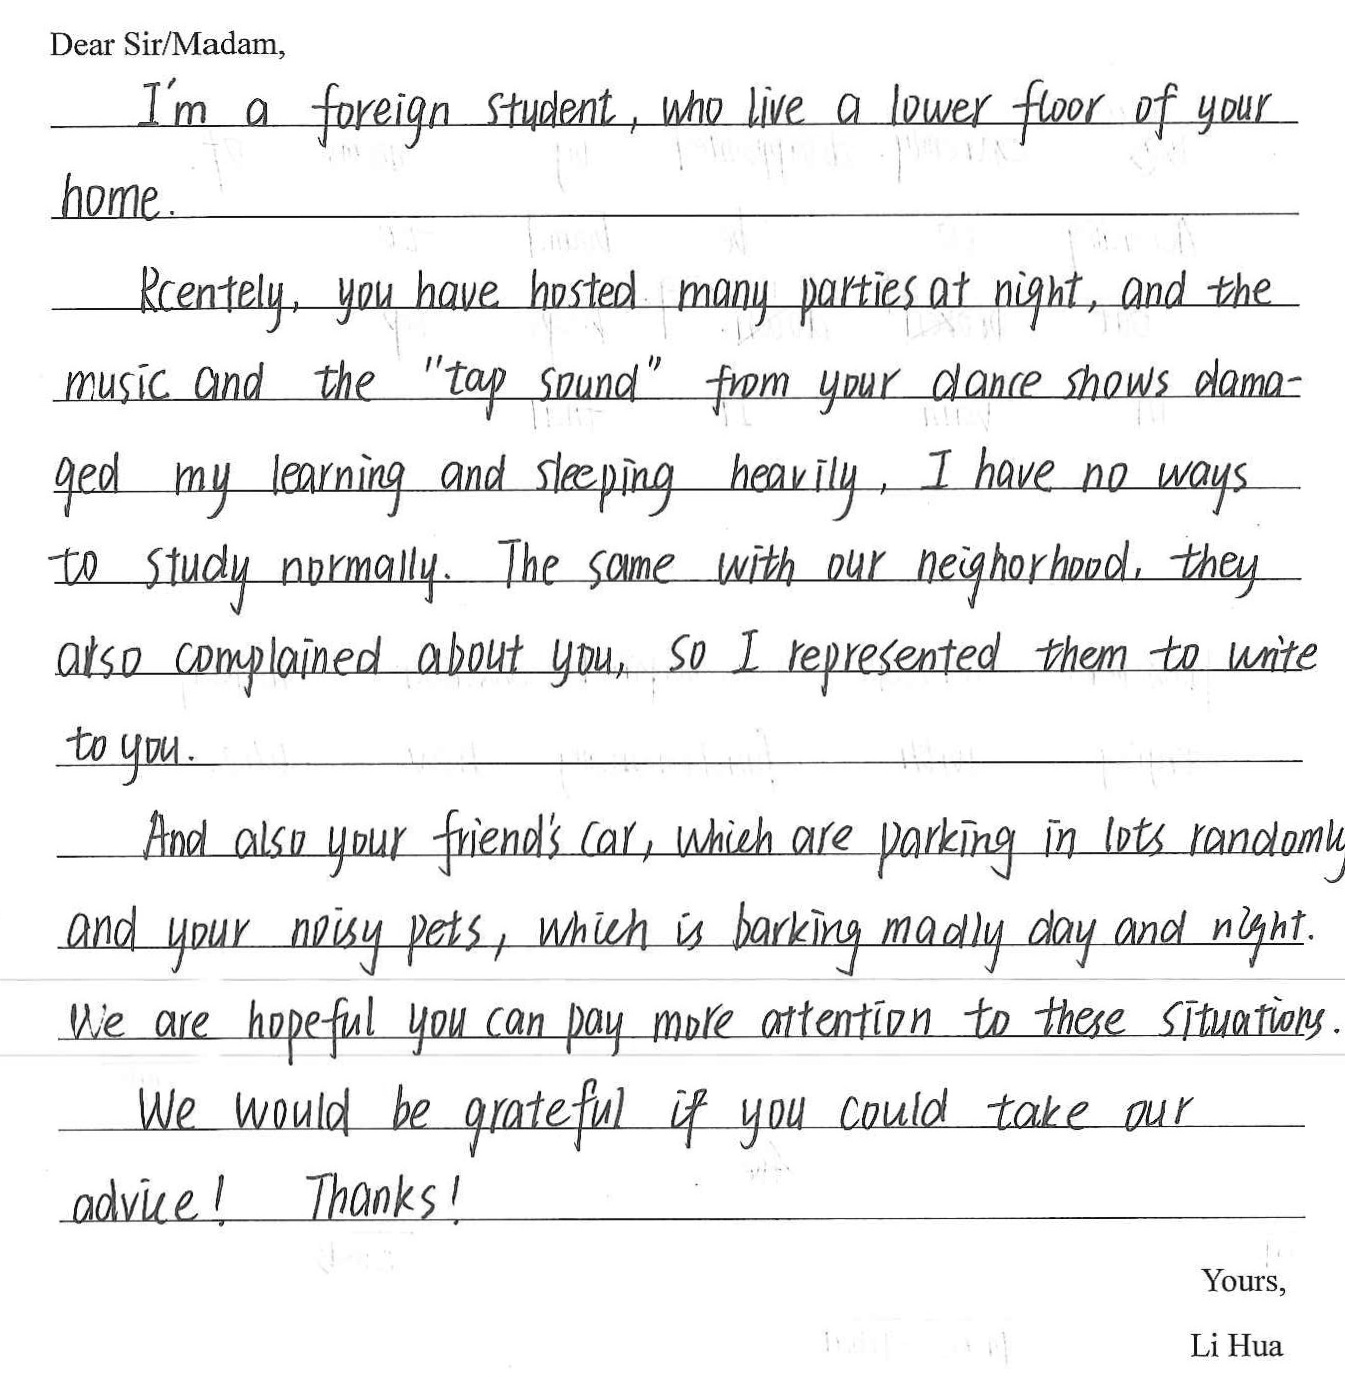 Dear Sir/Madam,
I'm a foreign student, who live a lower floor of your
home.
Rcentely, you have hosted many parties at night, and the
music and the "tap sound" from your dance shows dama-
ged my learning and sleeping heavily, I have no ways
to study normally. The same with our neighorhood, they
also complained about you, so I represented them to write
to you.
And also your friend's car, which are parking in lots randomly
and your noisy pets, which is barking madly day and night.
We are hopeful you can pay more attention to these situations.
We would be grateful if you could take our
advice! Thanks!
Yours,
Li Hua